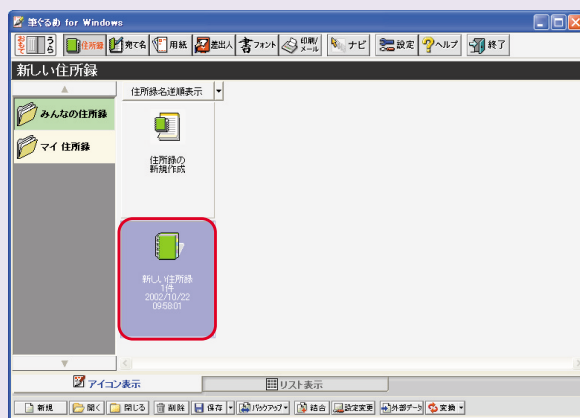 筆ぐるめ for Windows
おもて うら 住所録 宛て名 用紙 差出人 書 フォント 印刷/メール ナビ 設定 ヘルプ 終了
新しい住所録
住所録名逆順表示
みんなの住所録
マイ 住所録
住所録の
新規作成
新しい住所録
1件
2002/10/22
09:58:01
アイコン表示 リスト表示
新規 開く 閉じる 削除 保存 バックアップ 結合 設定変更 外部データ 変換